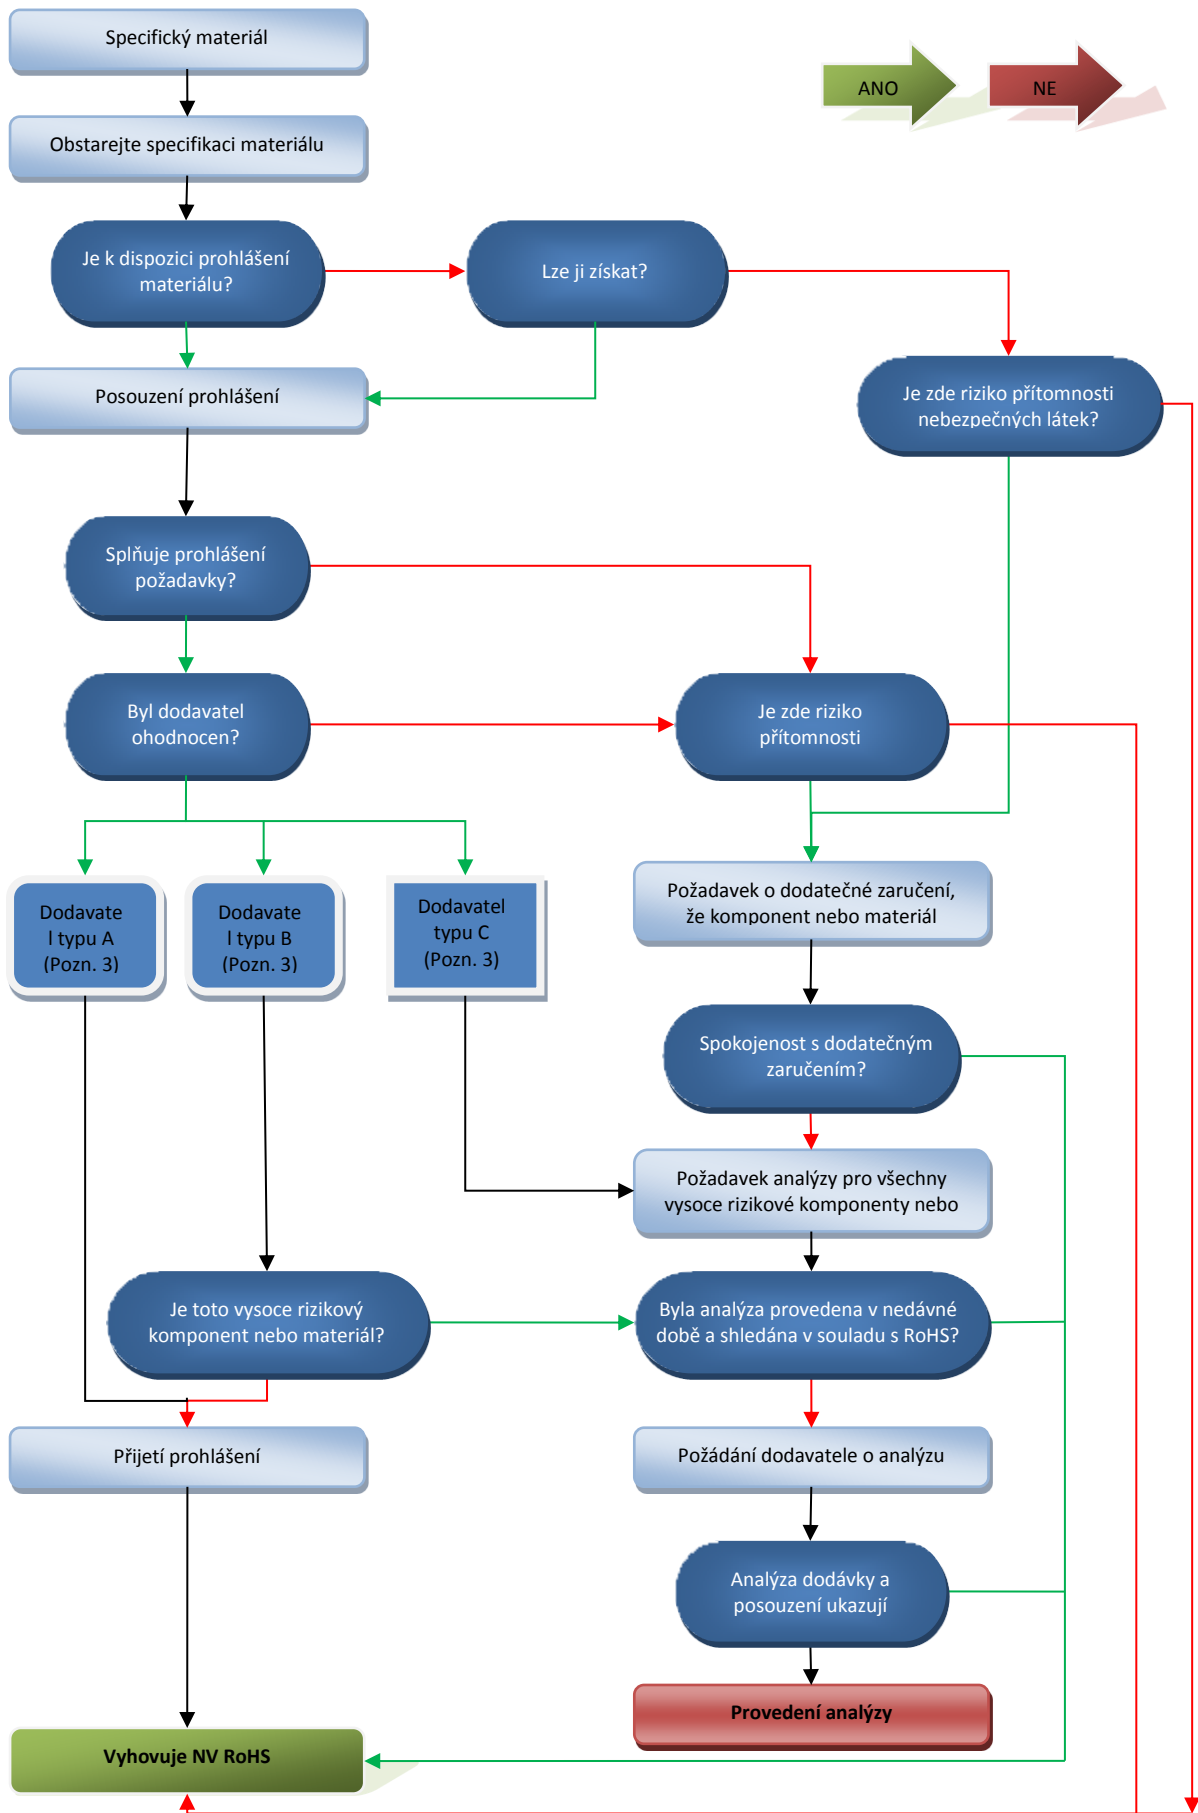 Specifický materiál
ANO
NE
Obstarejte specifikaci materiálu
Je k dispozici prohlášení
materiálu?
Lze ji získat?
Posouzení prohlášení
Je zde riziko přítomnosti
nebezpečných látek?
Splňuje prohlášení
požadavky?
Byl dodavatel
ohodnocen?
Je zde riziko
přítomnosti
Dodavate
l typu A
(Pozn. 3)
Dodavate
l typu B
(Pozn. 3)
Dodavatel
typu C
(Pozn. 3)
Požadavek o dodatečné zaručení,
že komponent nebo materiál
Spokojenost s dodatečným
zaručením?
Požadavek analýzy pro všechny
vysoce rizikové komponenty nebo
Je toto vysoce rizikový
komponent nebo materiál?
Byla analýza provedena v nedávné
době a shledána v souladu s RoHS?
Přijetí prohlášení
Požádání dodavatele o analýzu
Analýza dodávky a
posouzení ukazují
Provedení analýzy
Vyhovuje NV RoHS